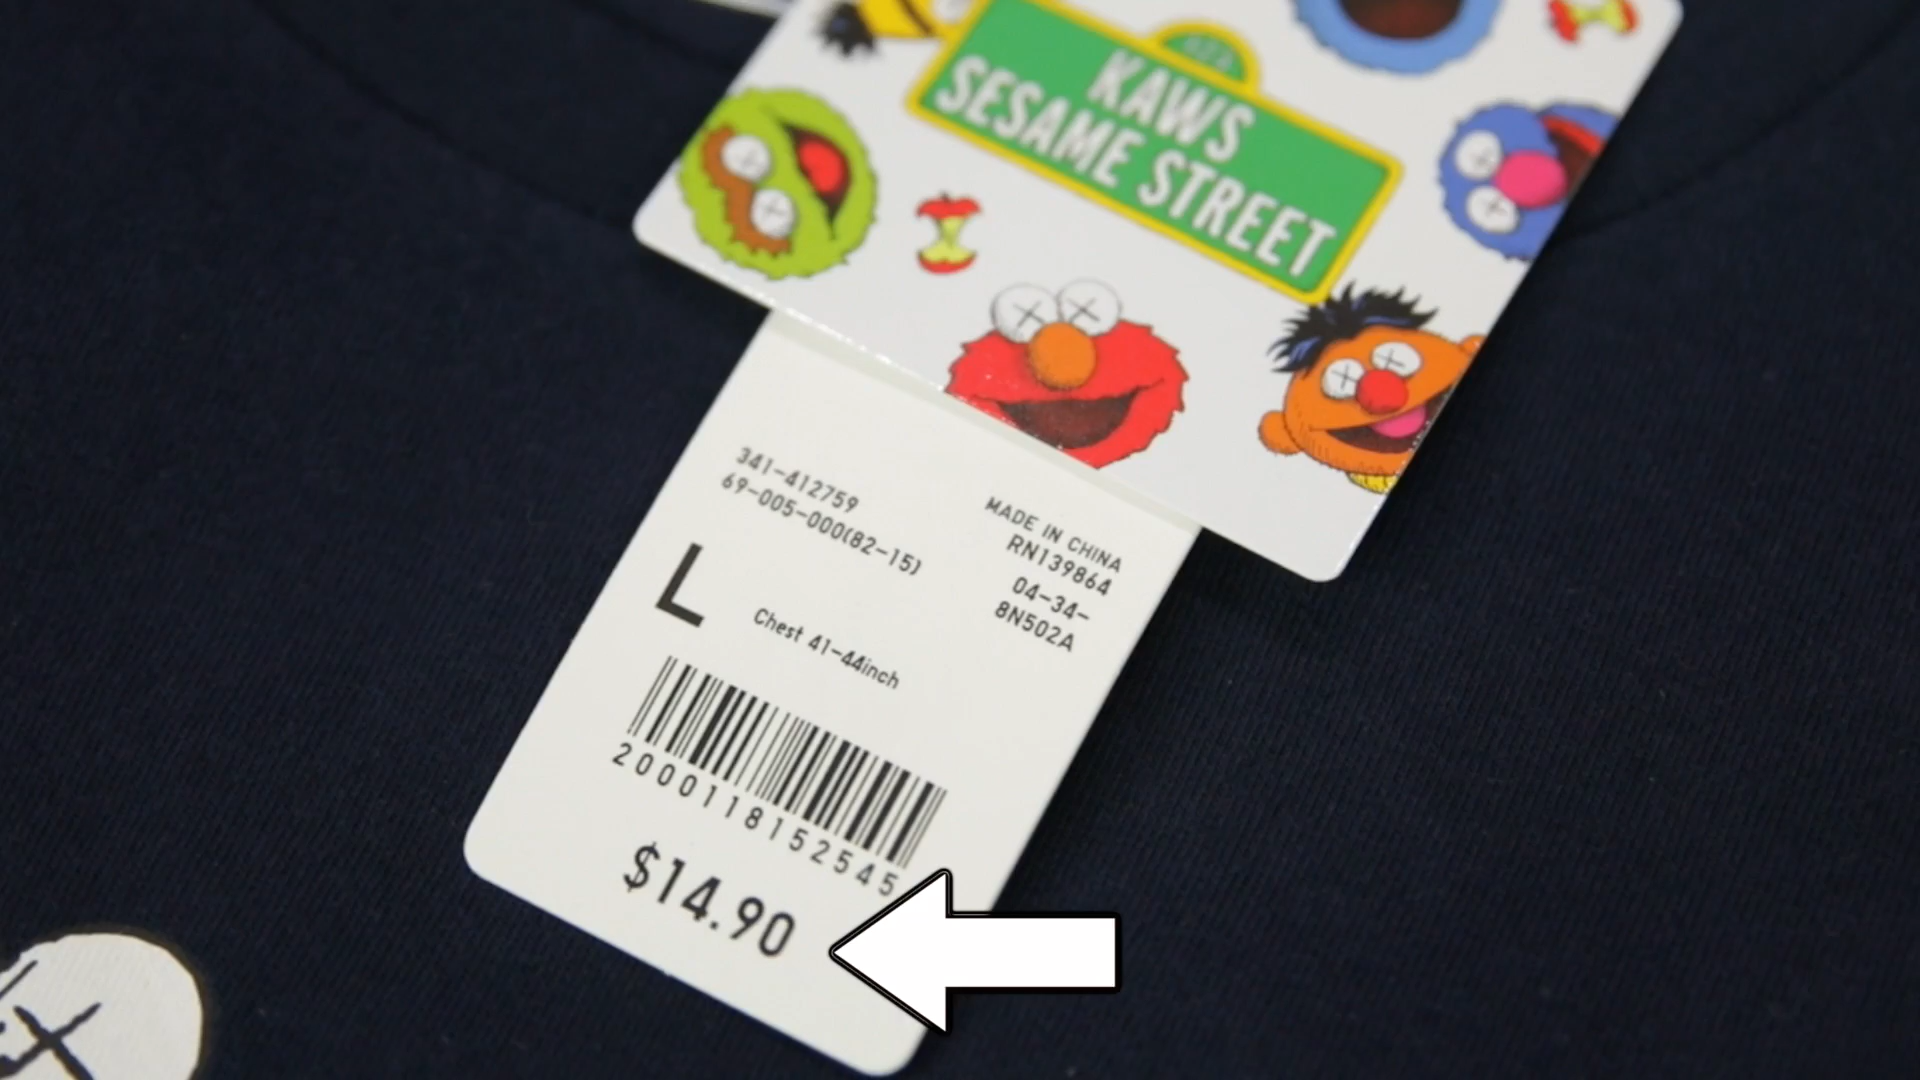 KAWS
SESAME STREET
341-412759
69-005-000(82-15)
MADE IN CHINA
RN139864
04-34-
8N502A
L
Chest 41-44inch
2000118152545
$14.90